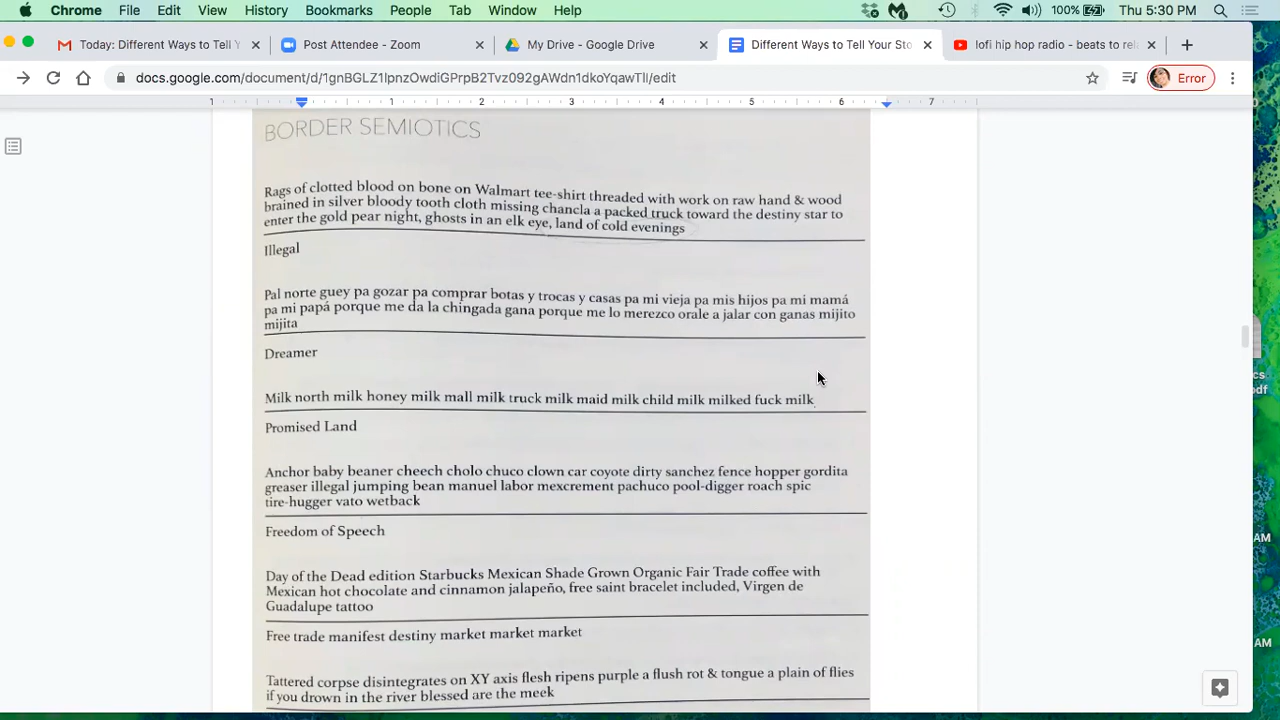 Chrome File Edit View History Bookmarks People Tab Window Help 100% Thu 5:30 PM
Today: Different Ways to Tell Y
Post Attendee - Zoom
My Drive - Google Drive
Different Ways to Tell Your Sto
lofi hip hop radio - beats to rel
docs.google.com/document/d/1gnBGLZ1lpnzOwdiGPrpB2Tvz092gAWdn1dkoYqawTlI/edit
Error
1 1 2 3 4 5 6 7
BORDER SEMIOTICS
Rags of clotted blood on bone on Walmart tee-shirt threaded with work on raw hand & wood
brained in silver bloody tooth cloth missing chancla a packed truck toward the destiny star to
enter the gold pear night, ghosts in an elk eye, land of cold evenings
Illegal
Pal norte guey pa gozar pa comprar botas y trocas y casas pa mi vieja pa mis hijos pa mi mamá
pa mi papá porque me da la chingada gana porque me lo merezco orale a jalar con ganas mijito
mijita
Dreamer
Milk north milk honey milk mall milk truck milk maid milk child milk milked fuck milk
Promised Land
Anchor baby beaner cheech cholo chuco clown car coyote dirty sanchez fence hopper gordita
greaser illegal jumping bean manuel labor mexcrement pachuco pool-digger roach spic
tire-hugger vato wetback
Freedom of Speech
Day of the Dead edition Starbucks Mexican Shade Grown Organic Fair Trade coffee with
Mexican hot chocolate and cinnamon jalapeño, free saint bracelet included, Virgen de
Guadalupe tattoo
Free trade manifest destiny market market market
Tattered corpse disintegrates on XY axis flesh ripens purple a flush rot & tongue a plain of flies
if you drown in the river blessed are the meek
cs
pdf
AM
AM